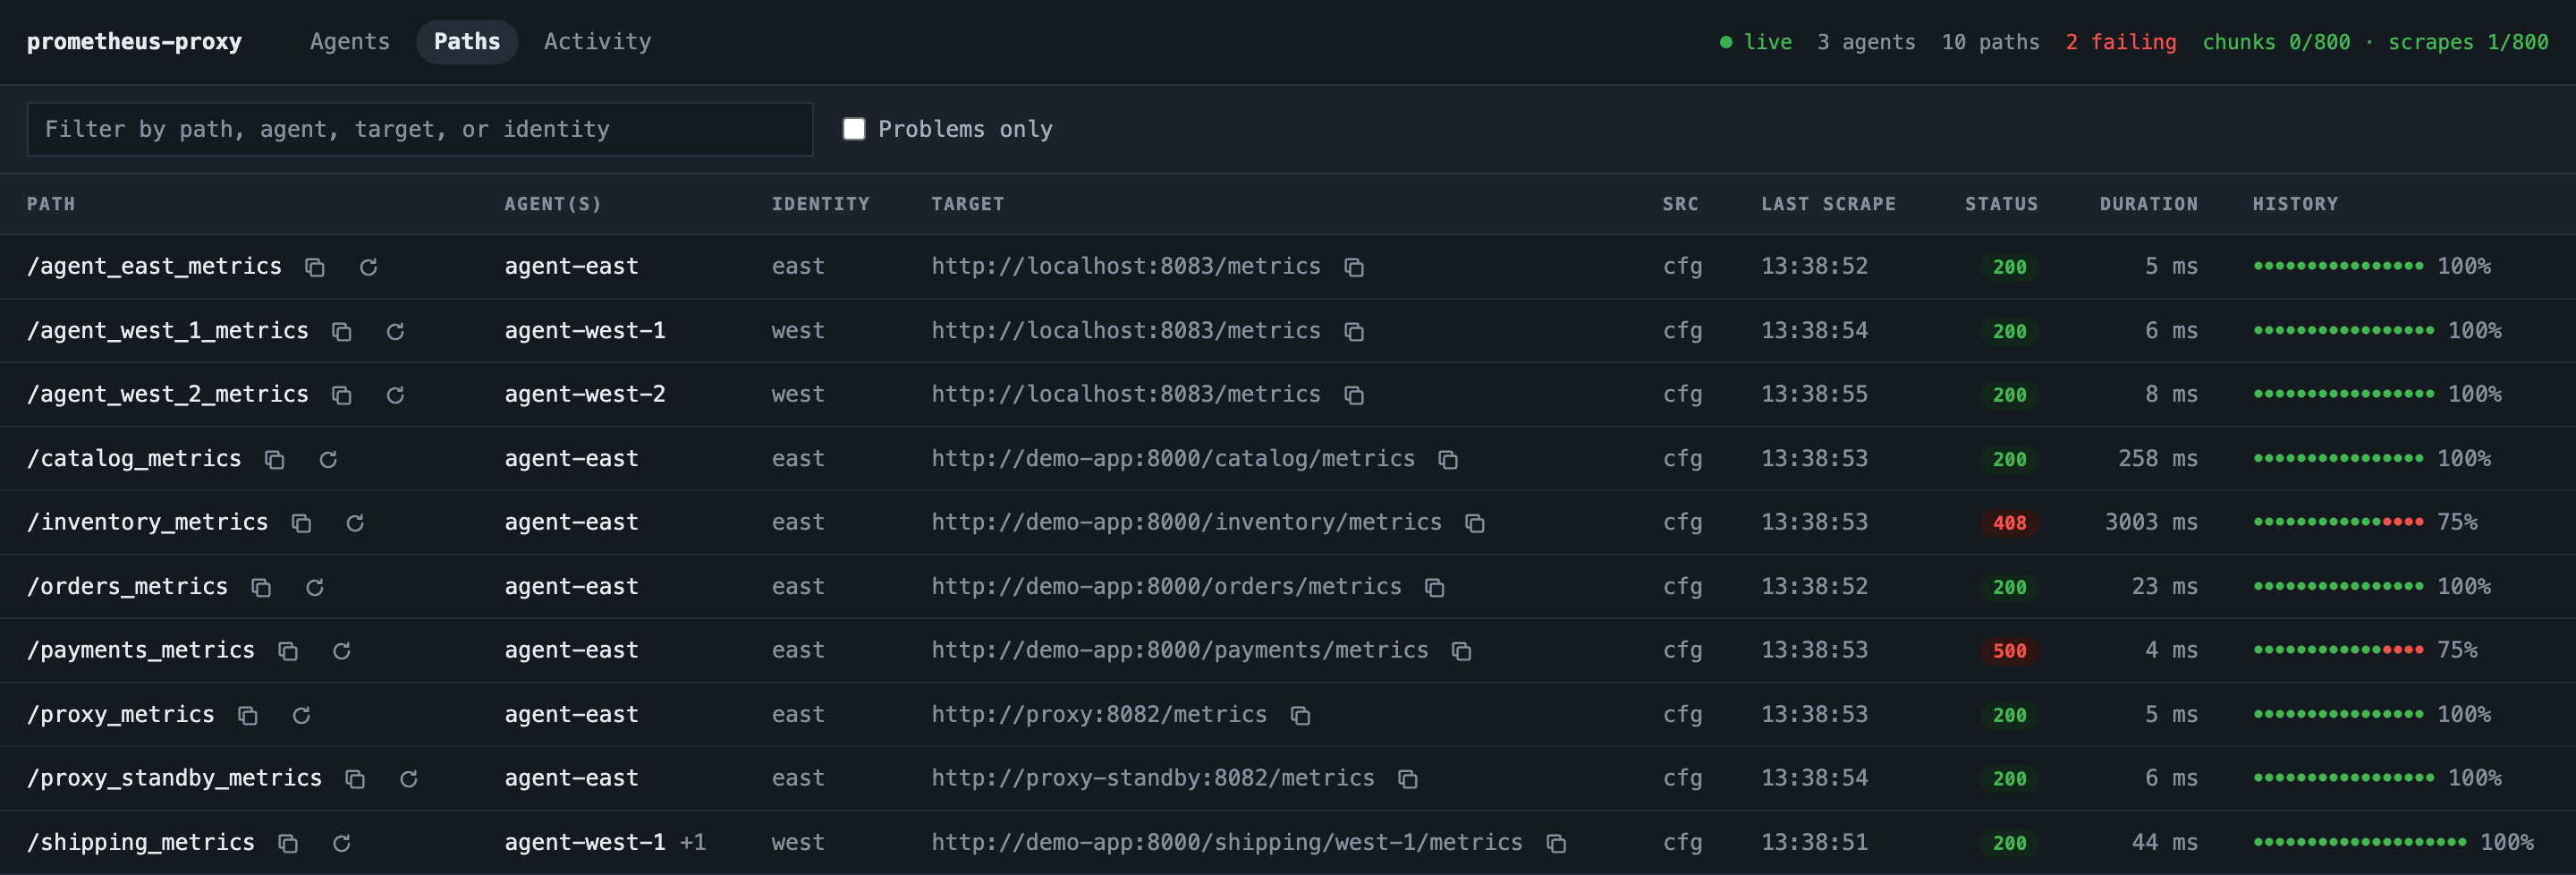 prometheus-proxy Agents Paths Activity live 3 agents 10 paths 2 failing chunks 0/800 · scrapes 1/800
Filter by path, agent, target, or identity Problems only
PATH AGENT(S) IDENTITY TARGET SRC LAST SCRAPE STATUS DURATION HISTORY
/agent_east_metrics agent-east east http://localhost:8083/metrics cfg 13:38:52 200 5 ms 100%
/agent_west_1_metrics agent-west-1 west http://localhost:8083/metrics cfg 13:38:54 200 6 ms 100%
/agent_west_2_metrics agent-west-2 west http://localhost:8083/metrics cfg 13:38:55 200 8 ms 100%
/catalog_metrics agent-east east http://demo-app:8000/catalog/metrics cfg 13:38:53 200 258 ms 100%
/inventory_metrics agent-east east http://demo-app:8000/inventory/metrics cfg 13:38:53 408 3003 ms 75%
/orders_metrics agent-east east http://demo-app:8000/orders/metrics cfg 13:38:52 200 23 ms 100%
/payments_metrics agent-east east http://demo-app:8000/payments/metrics cfg 13:38:53 500 4 ms 75%
/proxy_metrics agent-east east http://proxy:8082/metrics cfg 13:38:53 200 5 ms 100%
/proxy_standby_metrics agent-east east http://proxy-standby:8082/metrics cfg 13:38:54 200 6 ms 100%
/shipping_metrics agent-west-1 +1 west http://demo-app:8000/shipping/west-1/metrics cfg 13:38:51 200 44 ms 100%